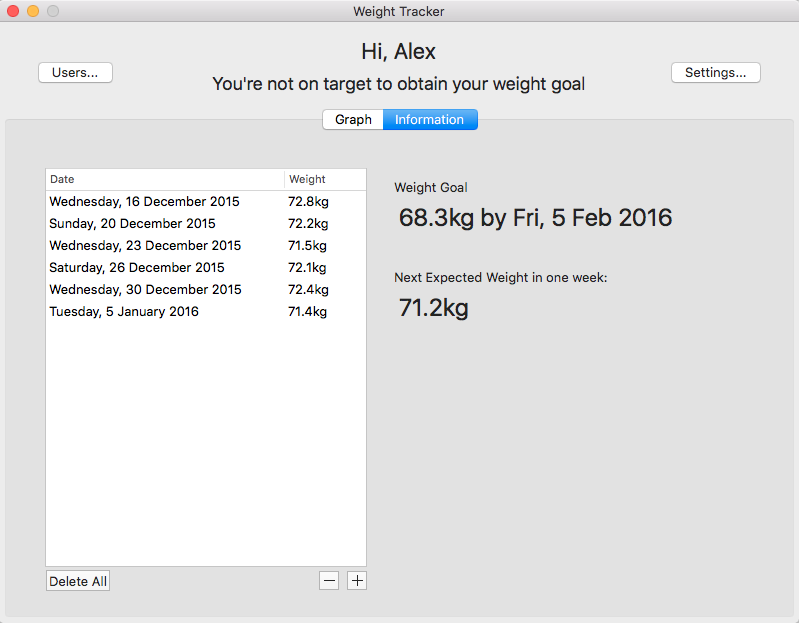 Weight Tracker
Hi, Alex
Users...
Settings...
You're not on target to obtain your weight goal
Graph Information
Date Weight
Wednesday, 16 December 2015 72.8kg
Sunday, 20 December 2015 72.2kg
Wednesday, 23 December 2015 71.5kg
Saturday, 26 December 2015 72.1kg
Wednesday, 30 December 2015 72.4kg
Tuesday, 5 January 2016 71.4kg
Weight Goal
68.3kg by Fri, 5 Feb 2016
Next Expected Weight in one week:
71.2kg
Delete All